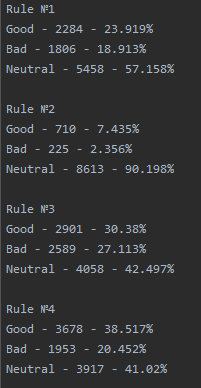 Rule №1
Good - 2284 - 23.919%
Bad - 1806 - 18.913%
Neutral - 5458 - 57.158%
Rule №2
Good - 710 - 7.435%
Bad - 225 - 2.356%
Neutral - 8613 - 90.198%
Rule №3
Good - 2901 - 30.38%
Bad - 2589 - 27.113%
Neutral - 4058 - 42.497%
Rule №4
Good - 3678 - 38.517%
Bad - 1953 - 20.452%
Neutral - 3917 - 41.02%